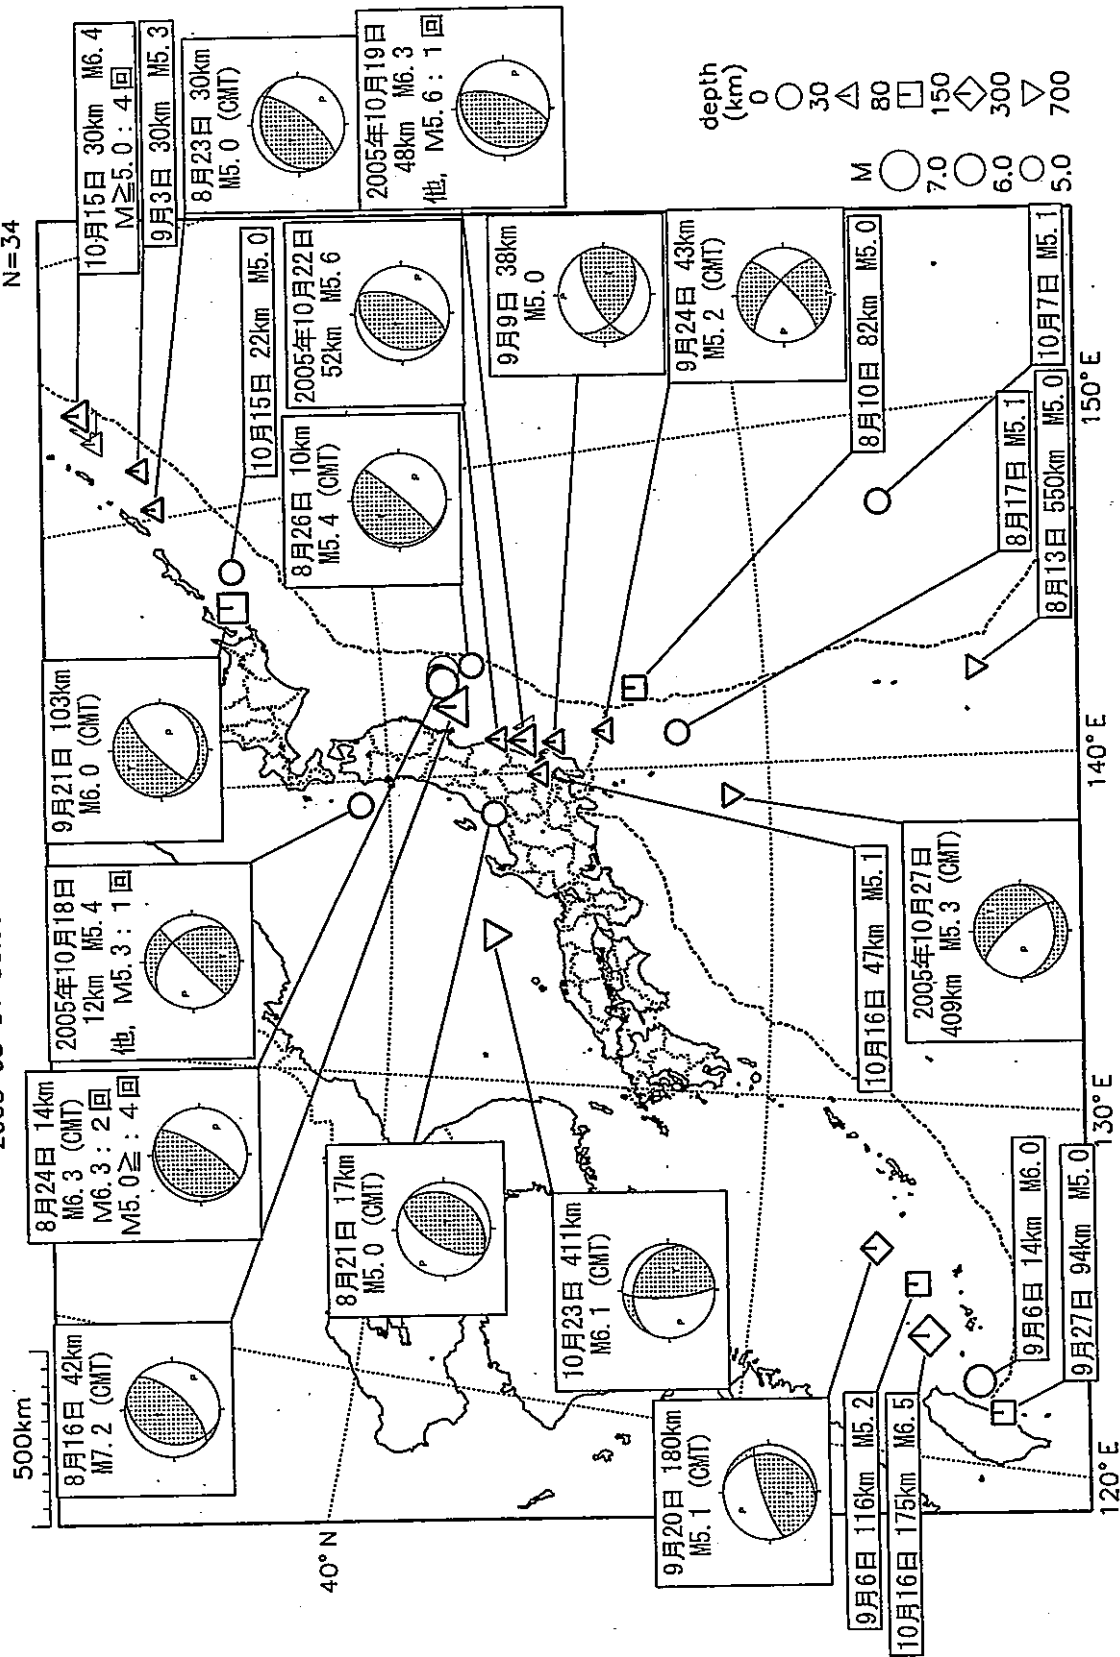 N=34
500km
8月16日 42km
M7.2 (CMT)
8月24日 14km
M6.3 (CMT)
M6.3:2回
M5.0≧:4回
2005年10月18日
12km M5.4
他, M5.3:1回
9月21日 103km
M6.0 (CMT)
10月15日 30km M6.4
M≧5.0:4回
9月3日 30km M5.3
8月23日 30km
M5.0 (CMT)
2005年10月19日
48km M6.3
他, M5.6:1回
10月15日 22km M5.0
2005年10月22日
52km M5.6
8月26日 10km
M5.4 (CMT)
8月21日 17km
M5.0 (CMT)
10月23日 411km
M6.1 (CMT)
9月9日 38km
M5.0
9月24日 43km
M5.2 (CMT)
9月20日 180km
M5.1 (CMT)
9月6日 116km M5.2
10月16日 175km M6.5
9月6日 14km M6.0
9月27日 94km M5.0
10月16日 47km M5.1
2005年10月27日
409km M5.3 (CMT)
8月10日 82km M5.0
8月17日 M5.1
8月13日 550km M5.0
10月7日 M5.1
40°N
120°E
130°E
140°E
150°E
M
7.0
6.0
5.0
depth
(km)
0
30
80
150
300
700